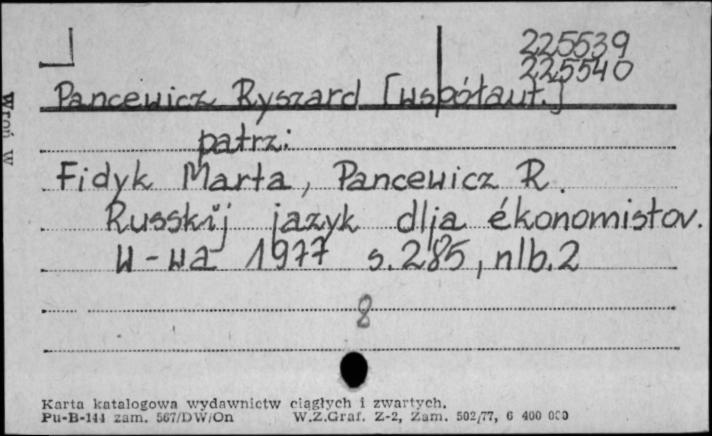 225539
225540
Pancewicz Ryszard [współaut.]
patrz:
Fidyk Marta, Pancewicz R.
Russkij jazyk dlja ékonomistov.
W-wa 1977 s.285, nlb.2
8
Karta katalogowa wydawnictw ciągłych i zwartych.
Pu-B-144 zam. 567/DW/On W.Z.Graf. Z-2, Zam. 502/77, 6 400 000